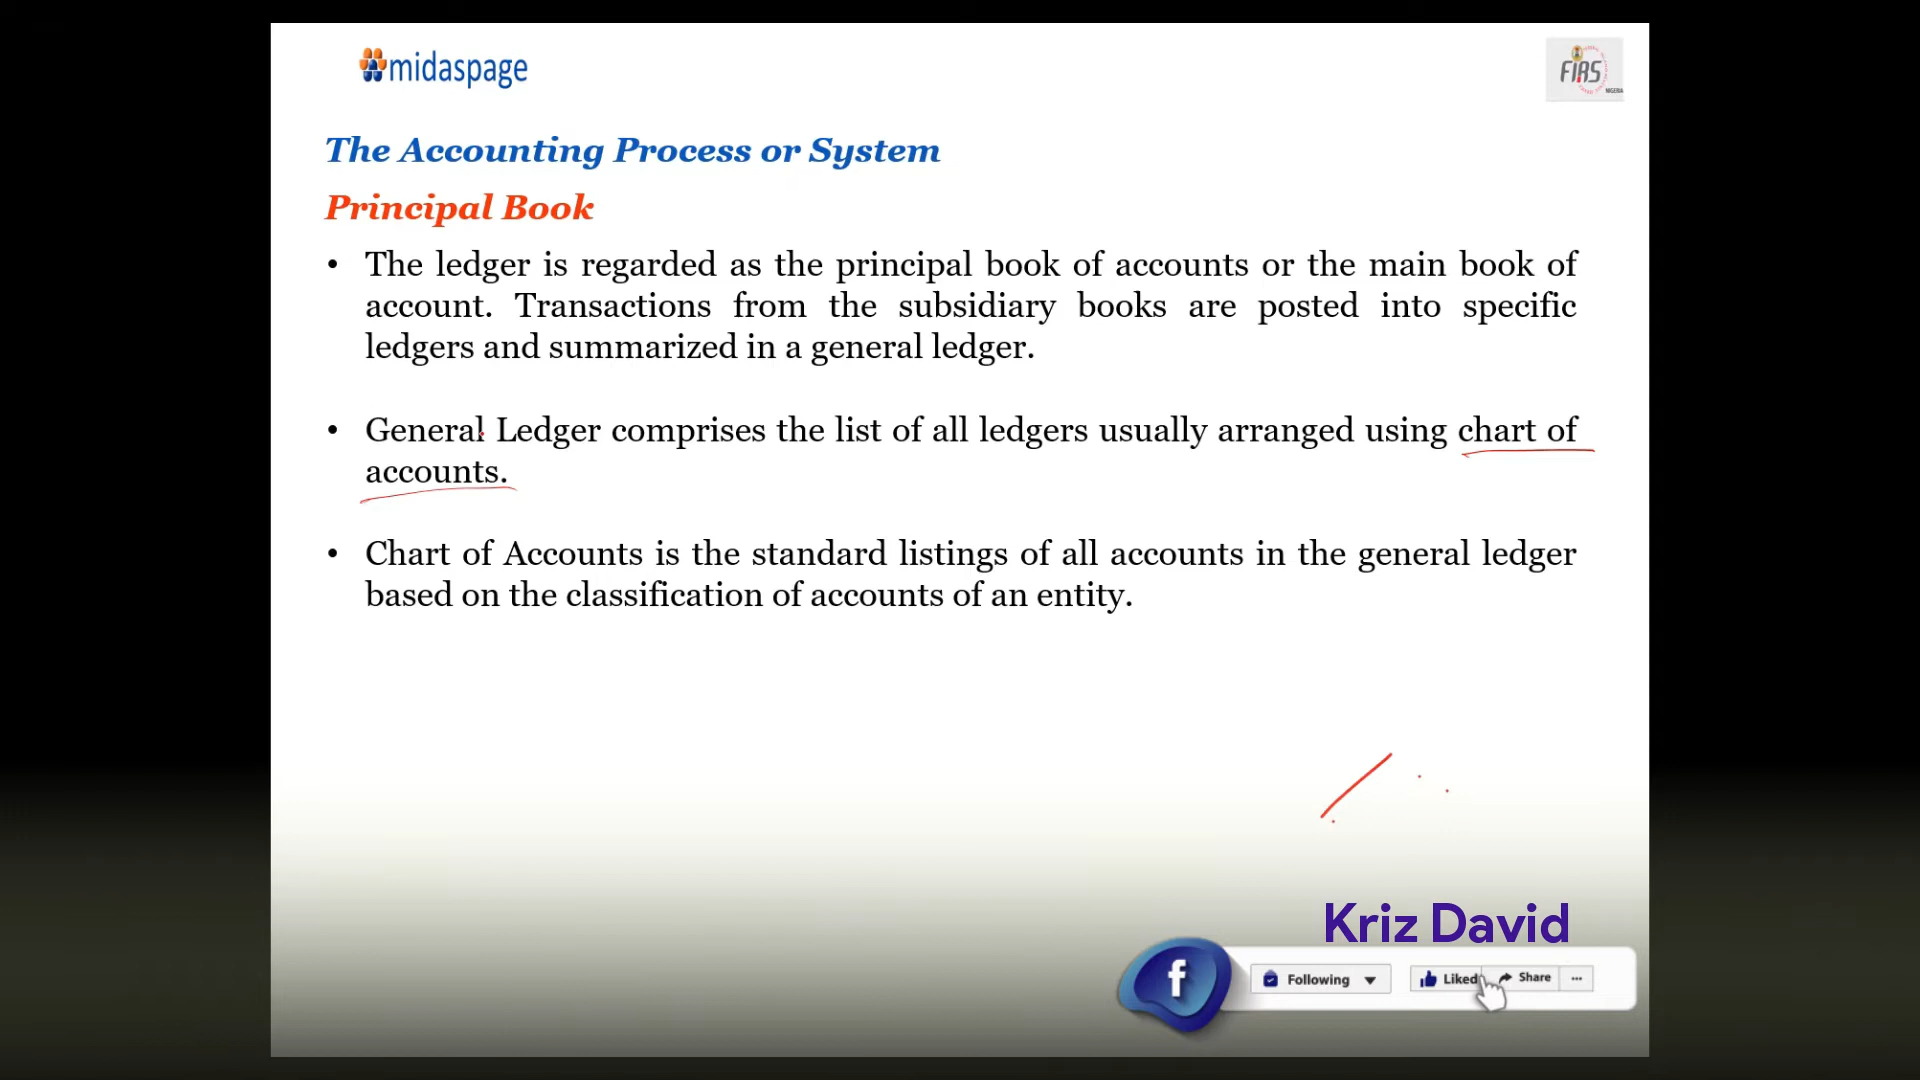 midaspage
FIRS
NIGERIA
The Accounting Process or System
Principal Book
• The ledger is regarded as the principal book of accounts or the main book of
account. Transactions from the subsidiary books are posted into specific
ledgers and summarized in a general ledger.
• General Ledger comprises the list of all ledgers usually arranged using chart of
accounts.
• Chart of Accounts is the standard listings of all accounts in the general ledger
based on the classification of accounts of an entity.
Kriz David
f Following Liked Share ...